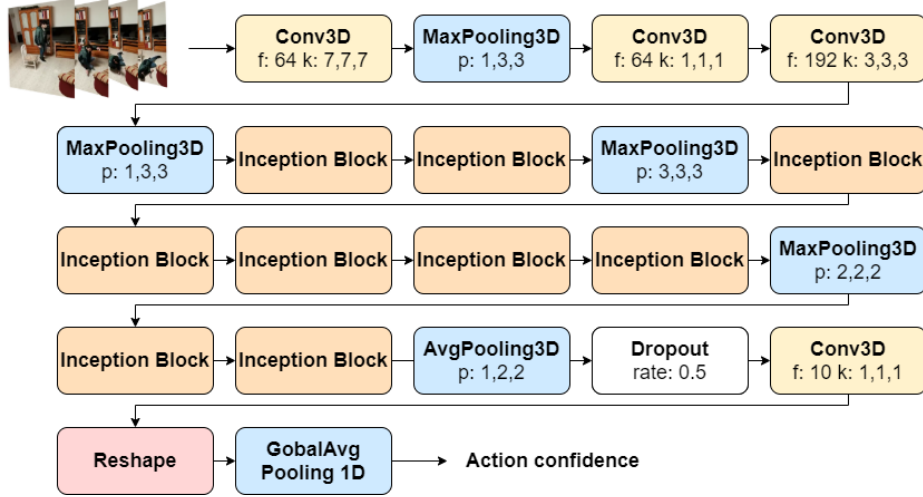 Conv3D
f: 64 k: 7,7,7
MaxPooling3D
p: 1,3,3
Conv3D
f: 64 k: 1,1,1
Conv3D
f: 192 k: 3,3,3
MaxPooling3D
p: 1,3,3
Inception Block
Inception Block
MaxPooling3D
p: 3,3,3
Inception Block
Inception Block
Inception Block
Inception Block
Inception Block
MaxPooling3D
p: 2,2,2
Inception Block
Inception Block
AvgPooling3D
p: 1,2,2
Dropout
rate: 0.5
Conv3D
f: 10 k: 1,1,1
Reshape
GobalAvg
Pooling 1D
Action confidence